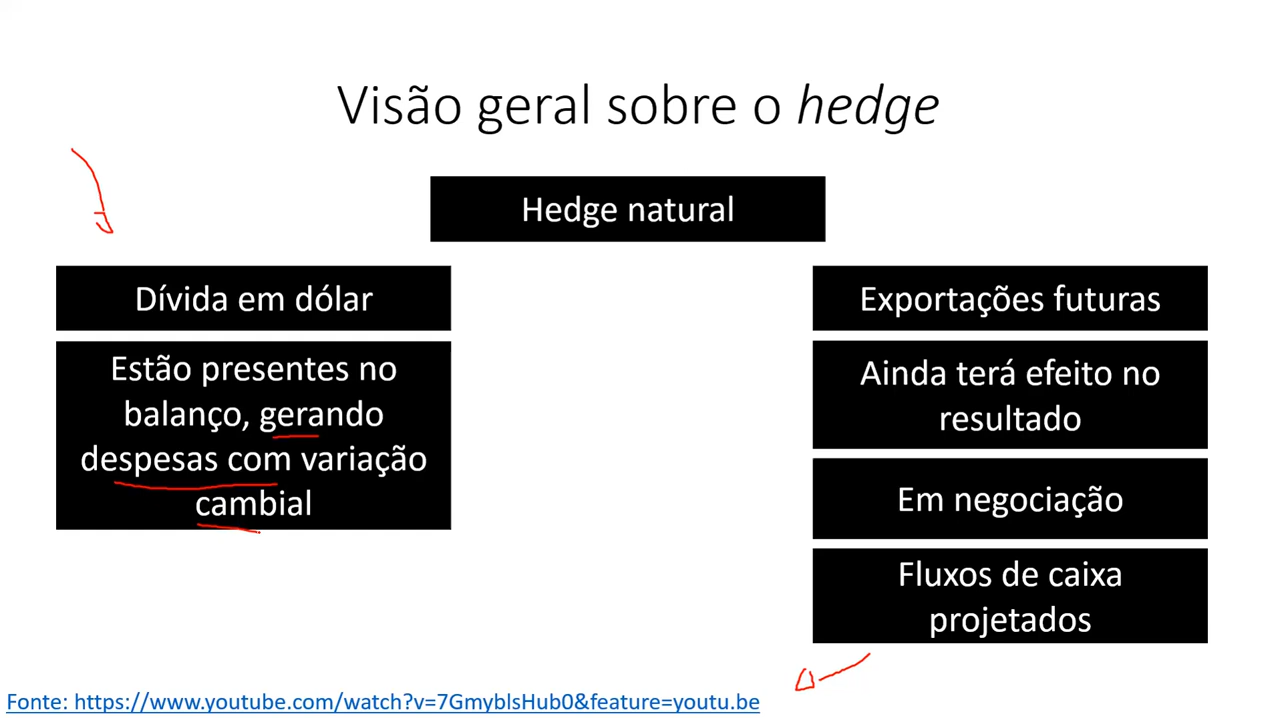 Visão geral sobre o hedge
Hedge natural
Dívida em dólar
Estão presentes no
balanço, gerando
despesas com variação
cambial
Exportações futuras
Ainda terá efeito no
resultado
Em negociação
Fluxos de caixa
projetados
Fonte: https://www.youtube.com/watch?v=7GmyblsHub0&feature=youtu.be